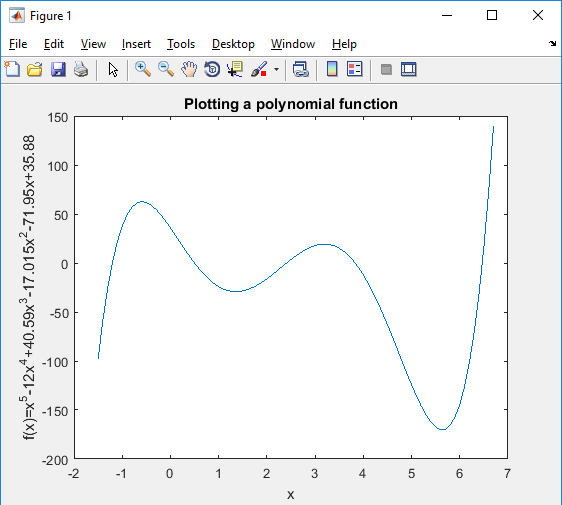 Figure 1
File Edit View Insert Tools Desktop Window Help
Plotting a polynomial function
f(x)=x⁵-12x⁴+40.59x³-17.015x²-71.95x+35.88
150
100
50
0
-50
-100
-150
-200
-2 -1 0 1 2 3 4 5 6 7
x